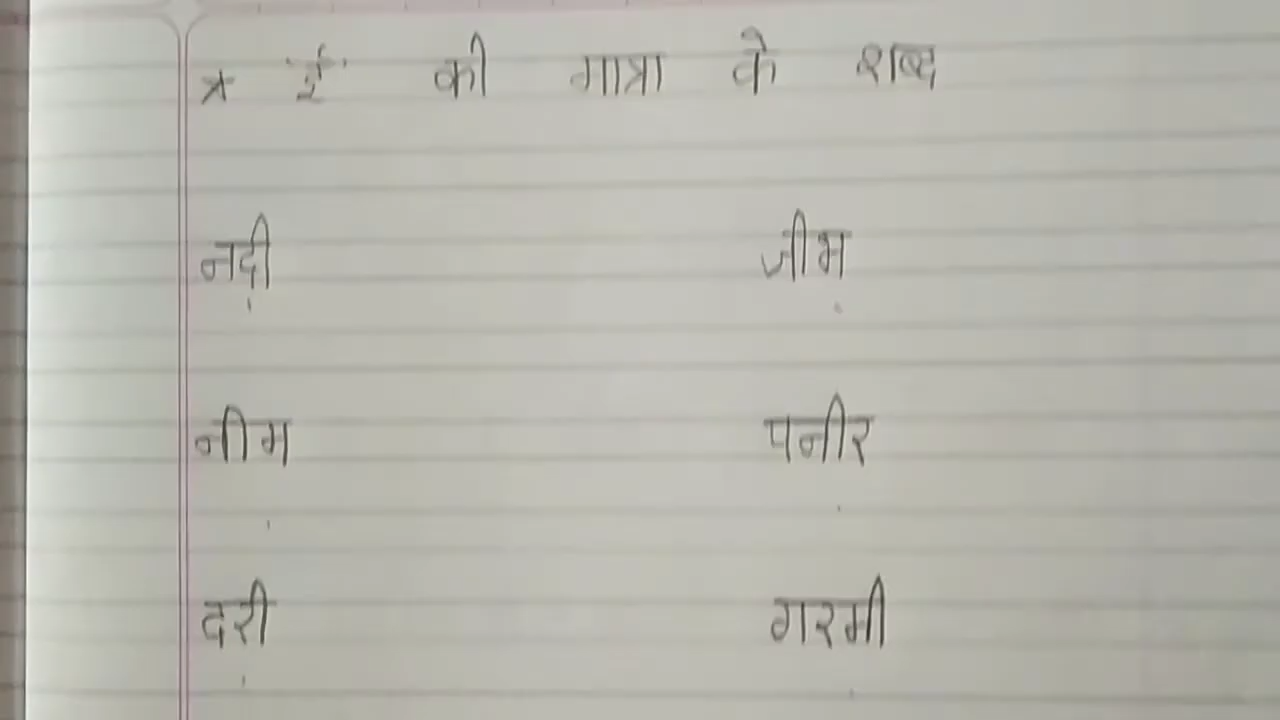 * 'ई' की मात्रा के शब्द
नदी जीभ
नीम पनीर
दरी गरमी